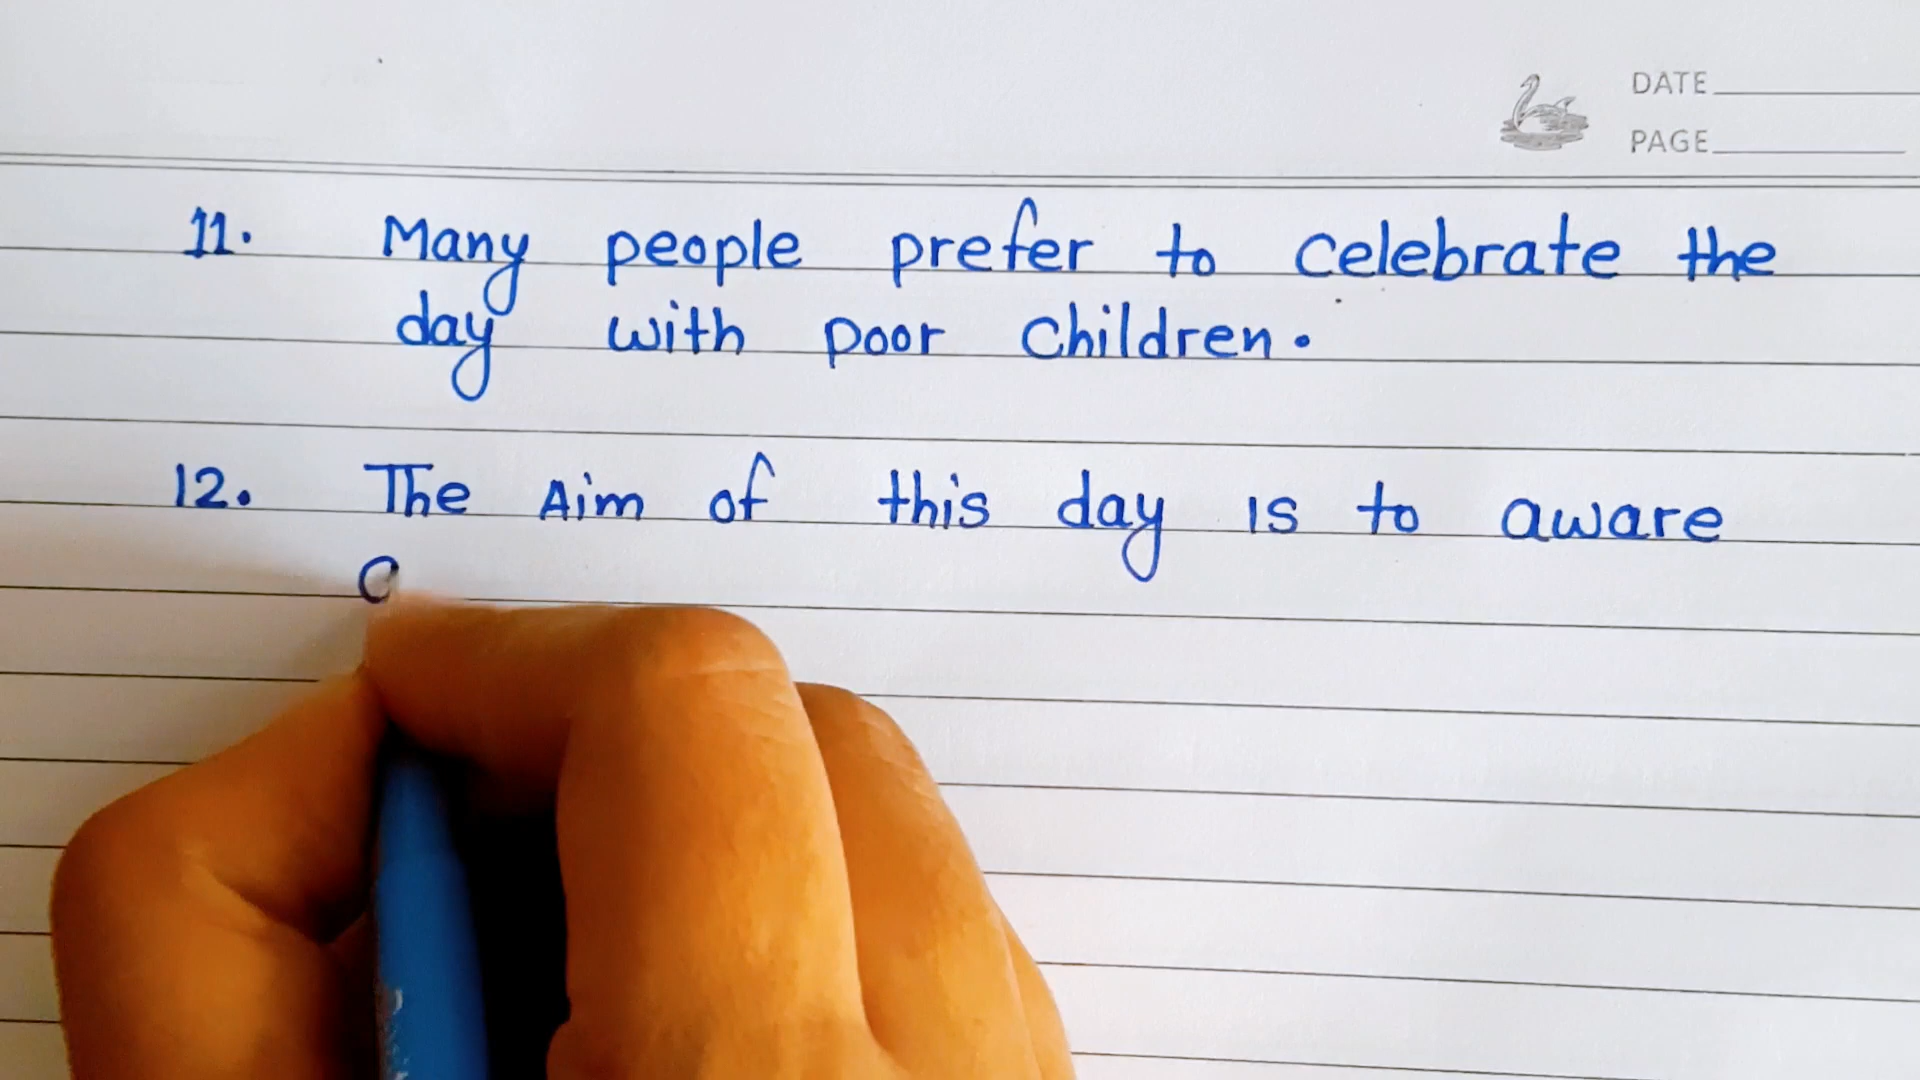 DATE
PAGE
11. Many people prefer to celebrate the
day with poor children.
12. The Aim of this day is to aware